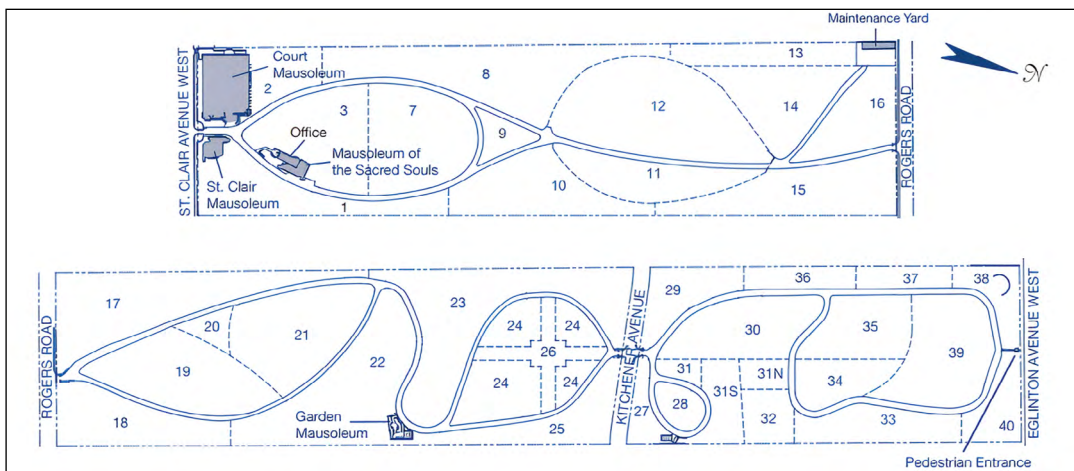 Maintenance Yard
N
ST. CLAIR AVENUE WEST
Court
Mausoleum
2
8
13
3
7
12
14
16
9
Office
Mausoleum of
the Sacred Souls
St. Clair
Mausoleum
1
10
11
15
ROGERS ROAD
ROGERS ROAD
17
20
21
19
18
22
23
24
24
26
24
24
25
Garden
Mausoleum
KITCHENER AVENUE
27
28
29
30
31
31S
31N
32
33
34
35
36
37
38
39
40
EGLINTON AVENUE WEST
Pedestrian Entrance